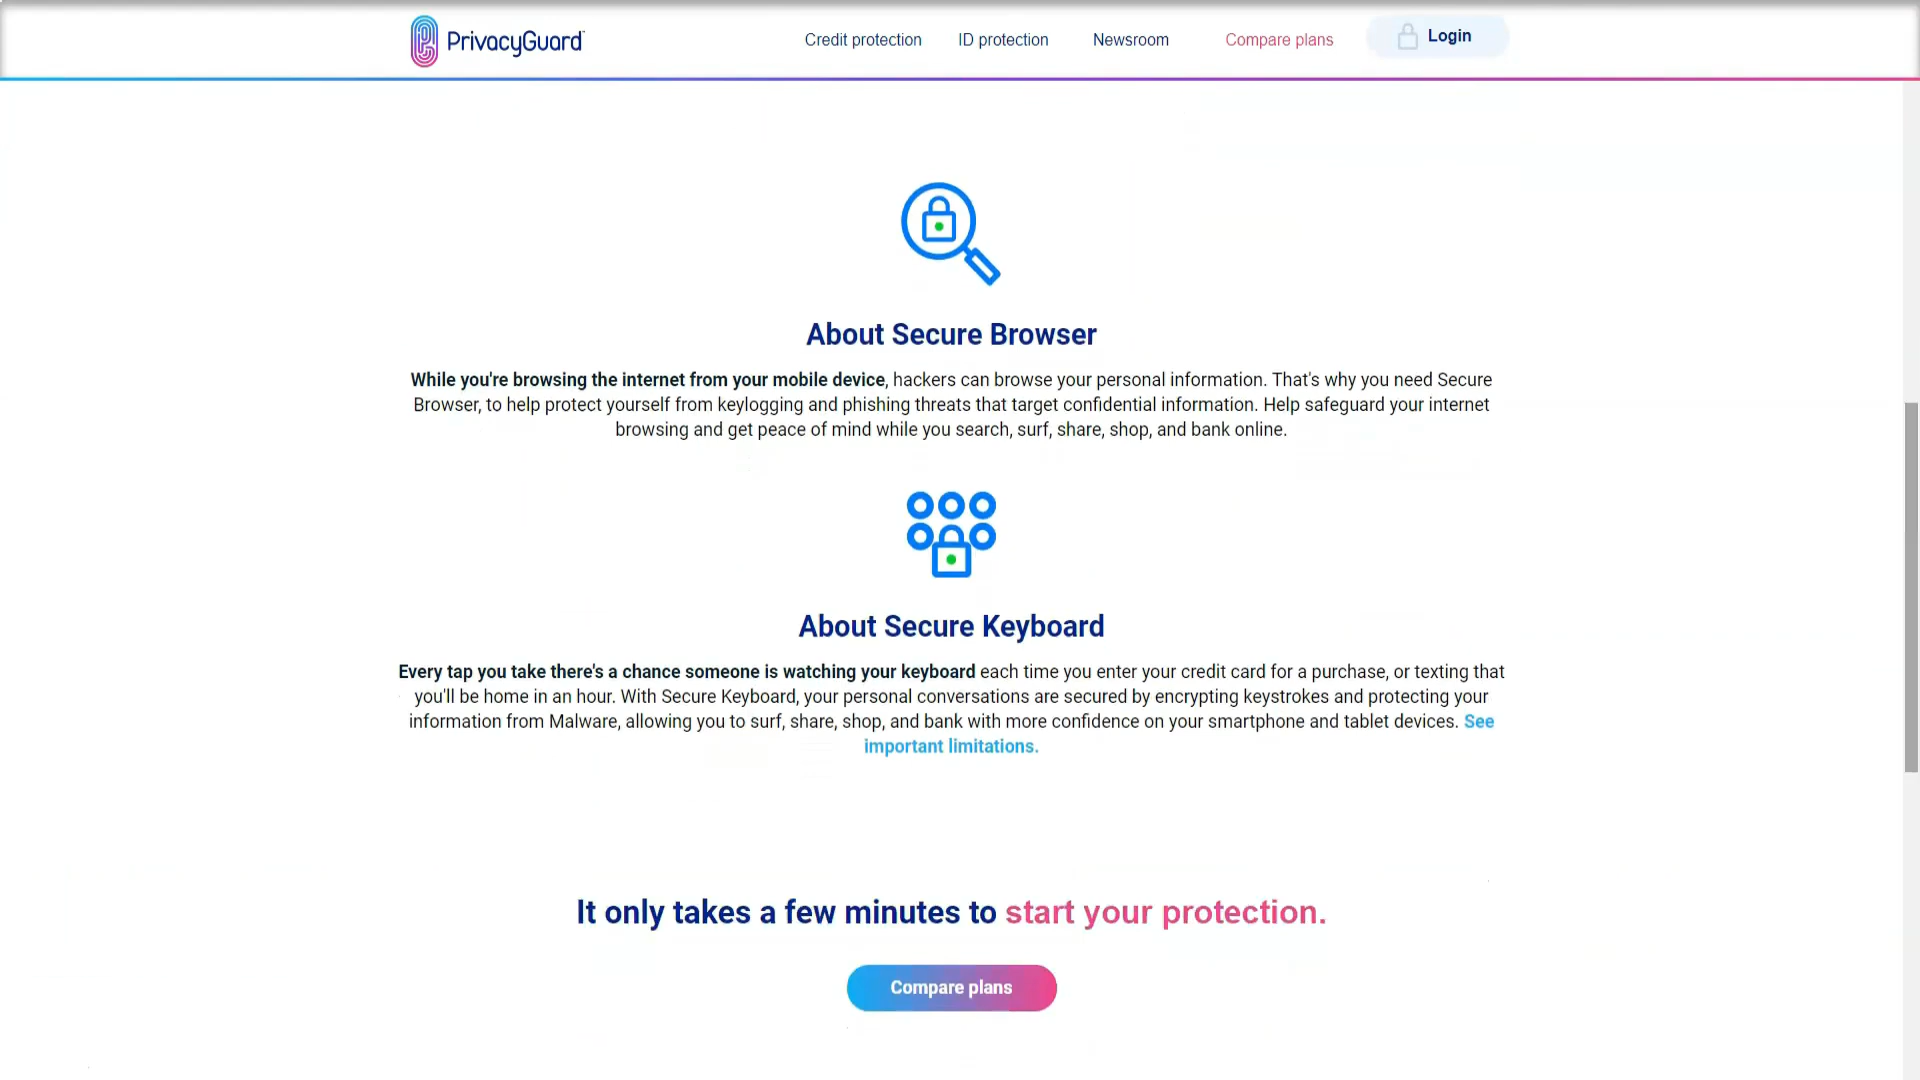 PrivacyGuard
Credit protection
ID protection
Newsroom
Compare plans
Login
About Secure Browser
While you're browsing the internet from your mobile device, hackers can browse your personal information. That's why you need Secure
Browser, to help protect yourself from keylogging and phishing threats that target confidential information. Help safeguard your internet
browsing and get peace of mind while you search, surf, share, shop, and bank online.
About Secure Keyboard
Every tap you take there's a chance someone is watching your keyboard each time you enter your credit card for a purchase, or texting that
you'll be home in an hour. With Secure Keyboard, your personal conversations are secured by encrypting keystrokes and protecting your
information from Malware, allowing you to surf, share, shop, and bank with more confidence on your smartphone and tablet devices. See
important limitations.
It only takes a few minutes to start your protection.
Compare plans